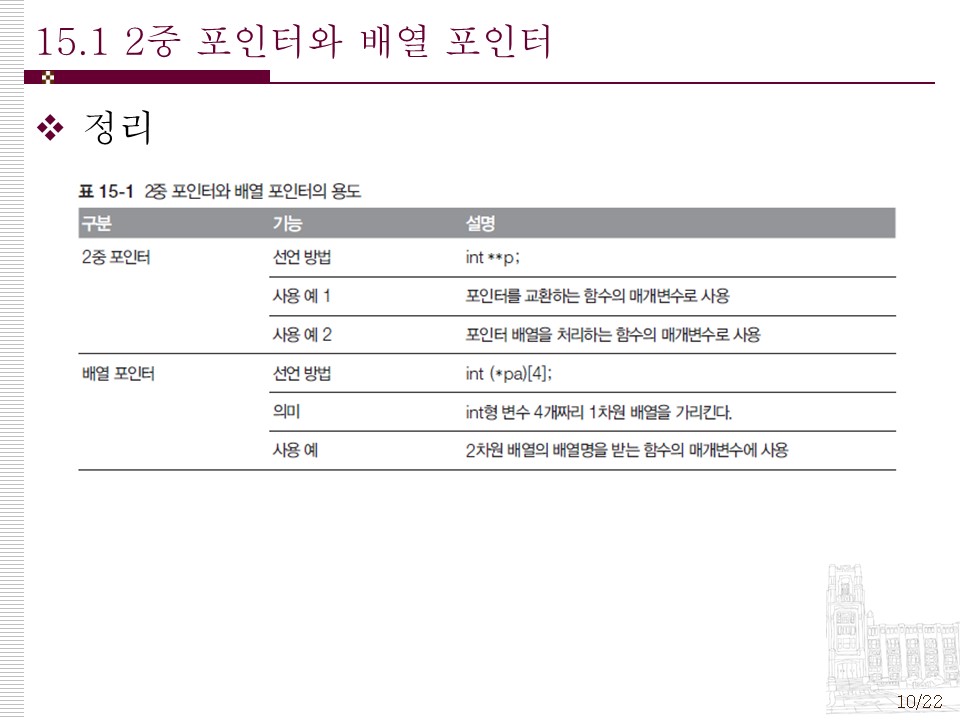 15.1 2중 포인터와 배열 포인터
정리
표 15-1 2중 포인터와 배열 포인터의 용도
구분 기능 설명
2중 포인터 선언 방법 int **p;
사용 예 1 포인터를 교환하는 함수의 매개변수로 사용
사용 예 2 포인터 배열을 처리하는 함수의 매개변수로 사용
배열 포인터 선언 방법 int (*pa)[4];
의미 int형 변수 4개짜리 1차원 배열을 가리킨다.
사용 예 2차원 배열의 배열명을 받는 함수의 매개변수에 사용
10/22